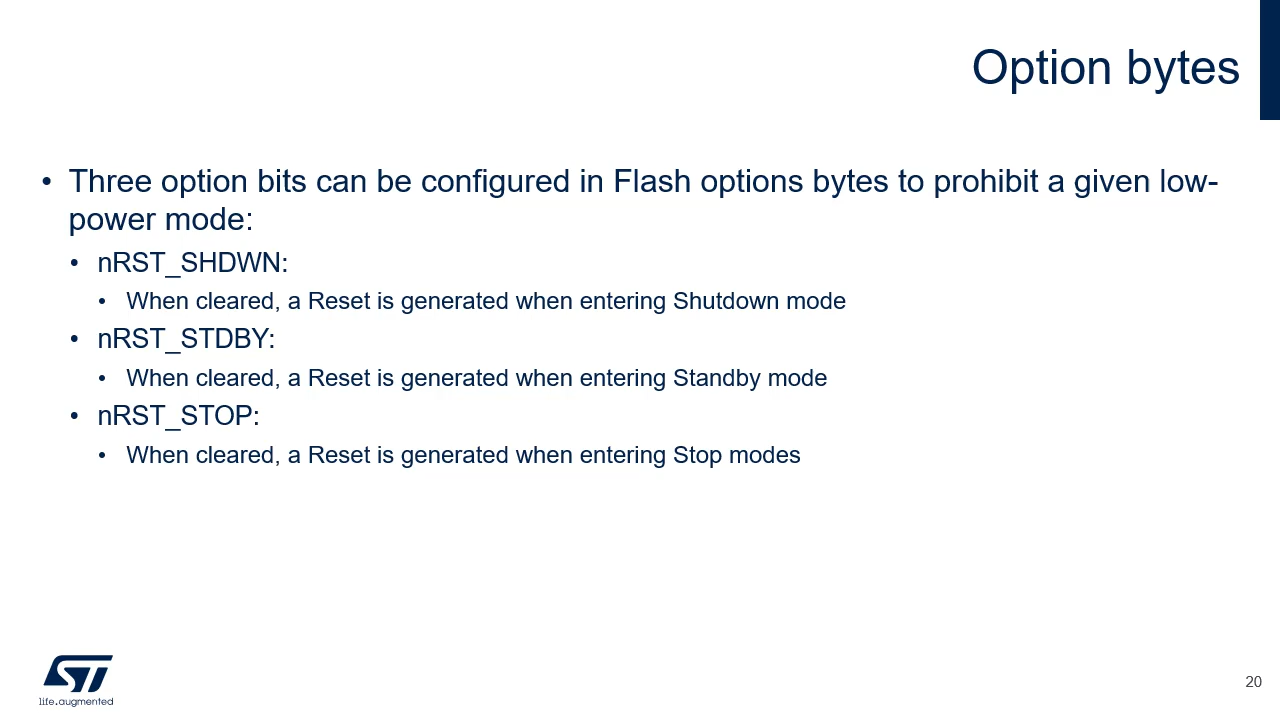 Option bytes
• Three option bits can be configured in Flash options bytes to prohibit a given low-
power mode:
• nRST_SHDWN:
• When cleared, a Reset is generated when entering Shutdown mode
• nRST_STDBY:
• When cleared, a Reset is generated when entering Standby mode
• nRST_STOP:
• When cleared, a Reset is generated when entering Stop modes
ST
life.augmented
20